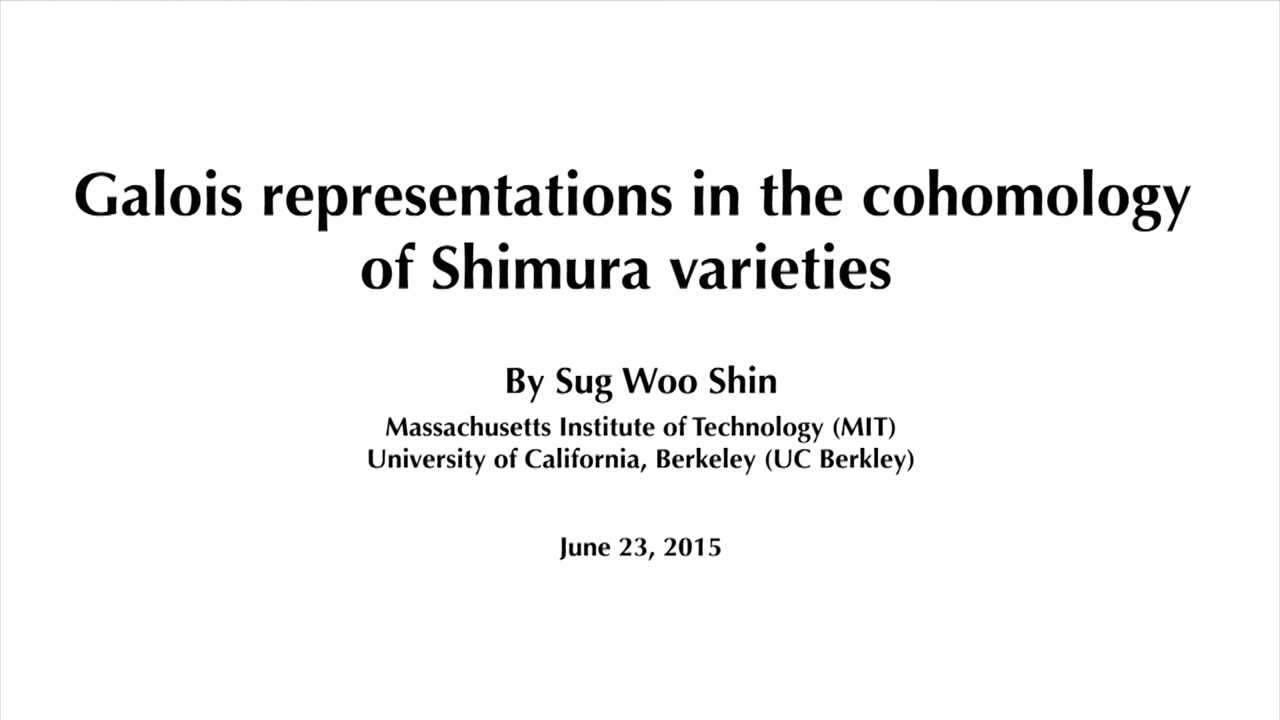 Galois representations in the cohomology
of Shimura varieties
By Sug Woo Shin
Massachusetts Institute of Technology (MIT)
University of California, Berkeley (UC Berkley)
June 23, 2015